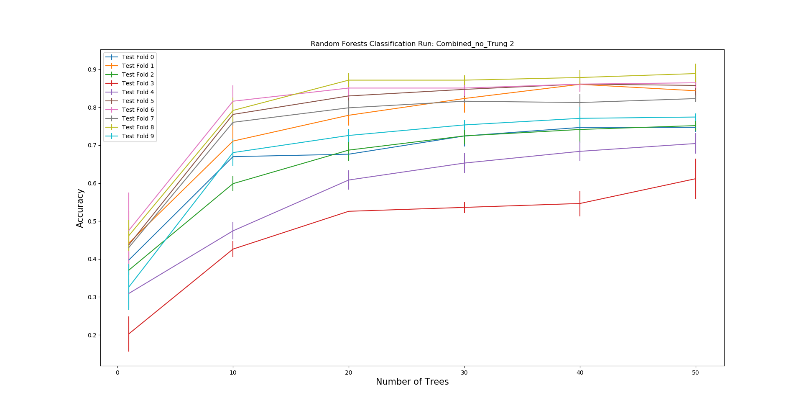 Random Forests Classification Run: Combined_no_Trung 2
Test Fold 0
Test Fold 1
Test Fold 2
Test Fold 3
Test Fold 4
Test Fold 5
Test Fold 6
Test Fold 7
Test Fold 8
Test Fold 9
0.9
0.8
0.7
0.6
0.5
0.4
0.3
0.2
Accuracy
0 10 20 30 40 50
Number of Trees